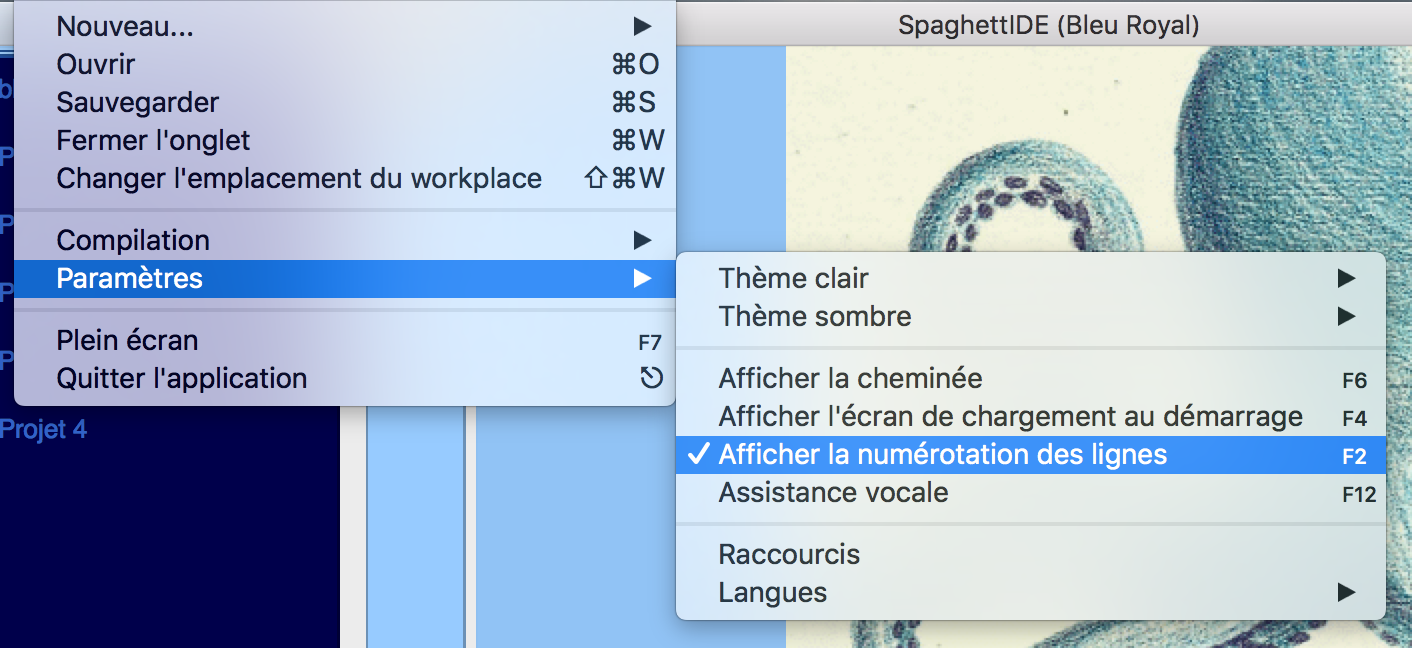 SpaghettIDE (Bleu Royal)
Nouveau...
Ouvrir ⌘O
Sauvegarder ⌘S
Fermer l'onglet ⌘W
Changer l'emplacement du workplace ⇧⌘W
Compilation
Paramètres
Plein écran F7
Quitter l'application ⎋
Projet 4
Thème clair
Thème sombre
Afficher la cheminée F6
Afficher l'écran de chargement au démarrage F4
✓ Afficher la numérotation des lignes F2
Assistance vocale F12
Raccourcis
Langues